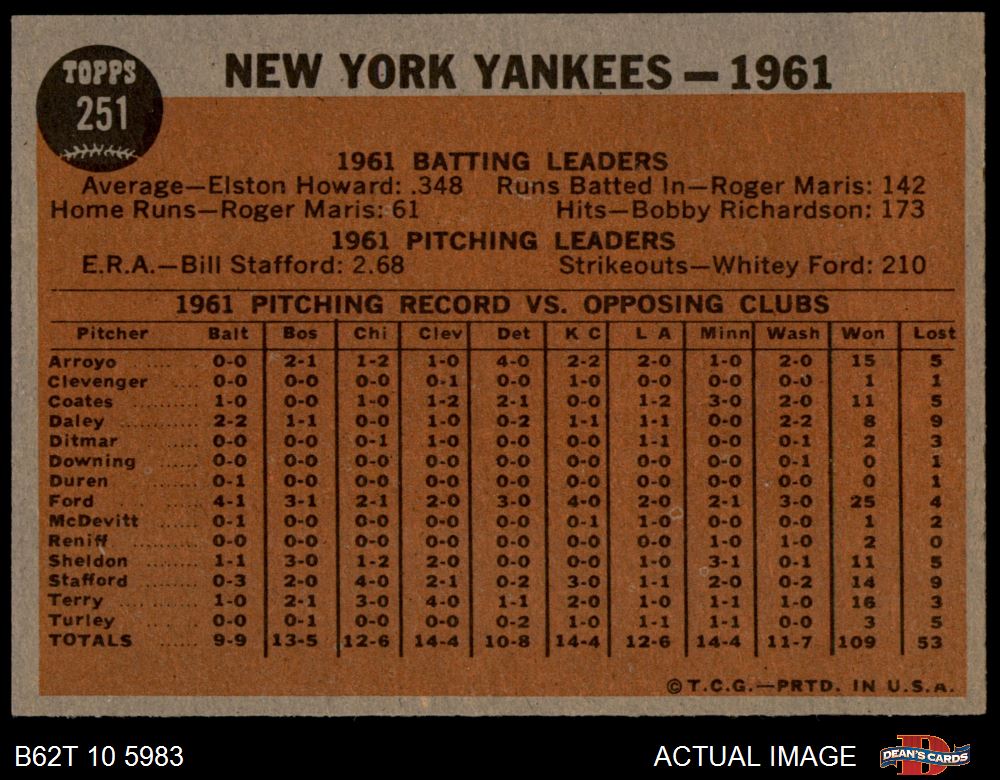 TOPPS
251
NEW YORK YANKEES — 1961
1961 BATTING LEADERS
Average—Elston Howard: .348 Runs Batted In—Roger Maris: 142
Home Runs—Roger Maris: 61 Hits—Bobby Richardson: 173
1961 PITCHING LEADERS
E.R.A.—Bill Stafford: 2.68 Strikeouts—Whitey Ford: 210
1961 PITCHING RECORD VS. OPPOSING CLUBS
Pitcher Balt Bos Chi Clev Det K C L A Minn Wash Won Lost
Arroyo 0-0 2-1 1-2 1-0 4-0 2-2 2-0 1-0 2-0 15 5
Clevenger 0-0 0-0 0-0 0-1 0-0 1-0 0-0 0-0 0-0 1 1
Coates 1-0 0-0 1-0 1-2 2-1 0-0 1-2 3-0 2-0 11 5
Daley 2-2 1-1 0-0 1-0 0-2 1-1 1-1 0-0 2-2 8 9
Ditmar 0-0 0-0 0-1 1-0 0-0 0-0 1-1 0-0 0-1 2 3
Downing 0-0 0-0 0-0 0-0 0-0 0-0 0-0 0-0 0-1 0 1
Duren 0-1 0-0 0-0 0-0 0-0 0-0 0-0 0-0 0-0 0 1
Ford 4-1 3-1 2-1 2-0 3-0 4-0 2-0 2-1 3-0 25 4
McDevitt 0-1 0-0 0-0 0-0 0-0 0-1 1-0 0-0 0-0 1 2
Reniff 0-0 0-0 0-0 0-0 0-0 0-0 0-0 1-0 1-0 2 0
Sheldon 1-1 3-0 1-2 2-0 0-0 0-0 1-0 3-1 0-1 11 5
Stafford 0-3 2-0 4-0 2-1 0-2 3-0 1-1 2-0 0-2 14 9
Terry 1-0 2-1 3-0 4-0 1-1 2-0 1-0 1-1 1-0 16 3
Turley 0-0 0-1 0-0 0-0 0-2 1-0 1-1 1-1 0-0 3 5
TOTALS 9-9 13-5 12-6 14-4 10-8 14-4 12-6 14-4 11-7 109 53
©T.C.G.—PRTD. IN U.S.A.
B62T 10 5983 ACTUAL IMAGE DEAN'S CARDS